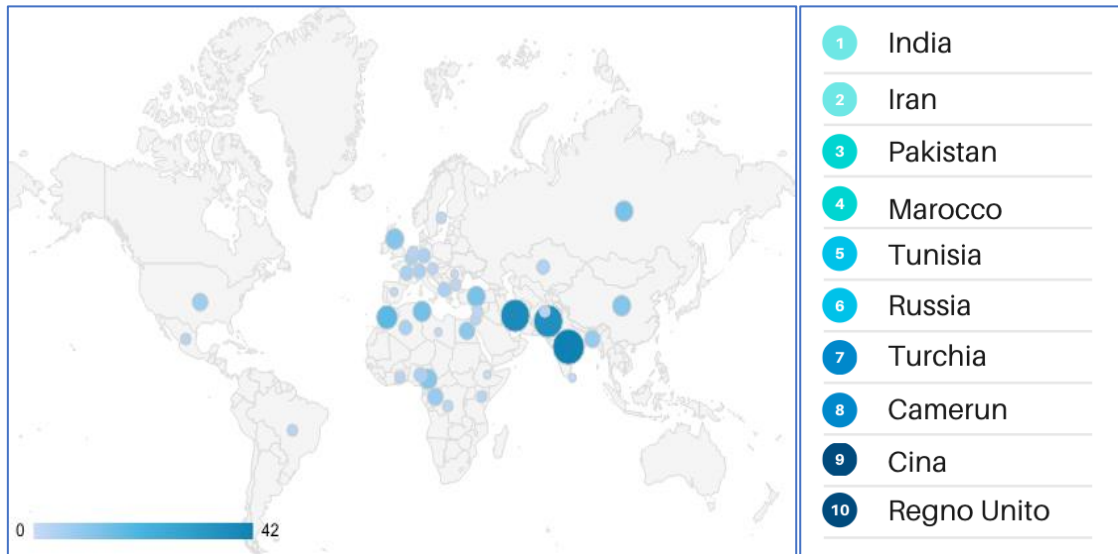 0
42
1 India
2 Iran
3 Pakistan
4 Marocco
5 Tunisia
6 Russia
7 Turchia
8 Camerun
9 Cina
10 Regno Unito